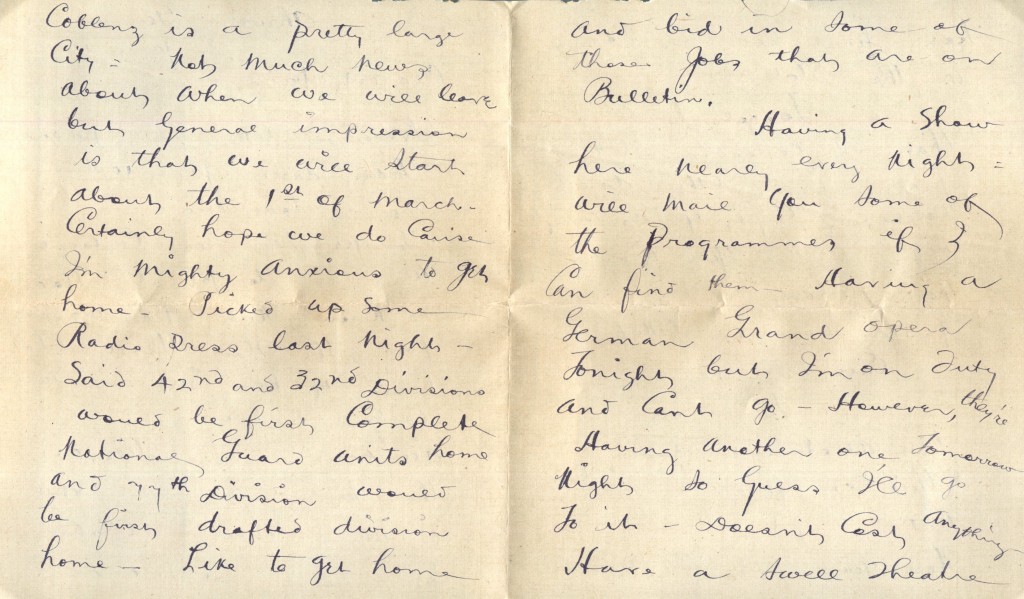 Coblenz is a pretty large
City = Not much news
about when we will leave
but General impression
is that we will start
about the 1st of March -
Certainly hope we do Cause
I'm Mighty Anxious to get
home - Picked up some
Radio Press last Night -
Said 42nd and 32nd Divisions
would be first Complete
National Guard units home
and 77th Division would
be first drafted division
home - Like to get home
and bid in some of
those Jobs that are on
Bulletin.
Having a Show
here nearly every Night =
will mail You some of
the Programmes if I
Can find them - Having a
German Grand opera
Tonight but I'm on Duty
and Cant go - However, they're
Having another one Tomorrow
Night so Guess I'll go
To it - Doesn't Cost Anything
Have a swell Theatre